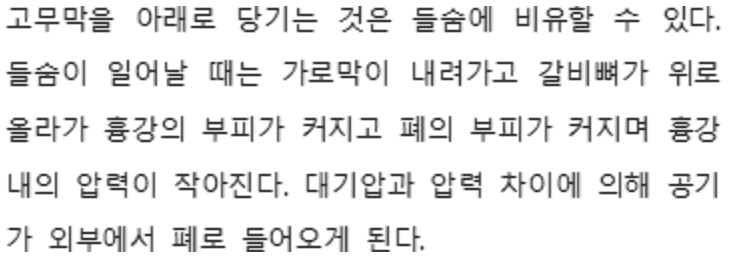 고무막을 아래로 당기는 것은 들숨에 비유할 수 있다.
들숨이 일어날 때는 가로막이 내려가고 갈비뼈가 위로
올라가 흉강의 부피가 커지고 폐의 부피가 커지며 흉강
내의 압력이 작아진다. 대기압과 압력 차이에 의해 공기
가 외부에서 폐로 들어오게 된다.